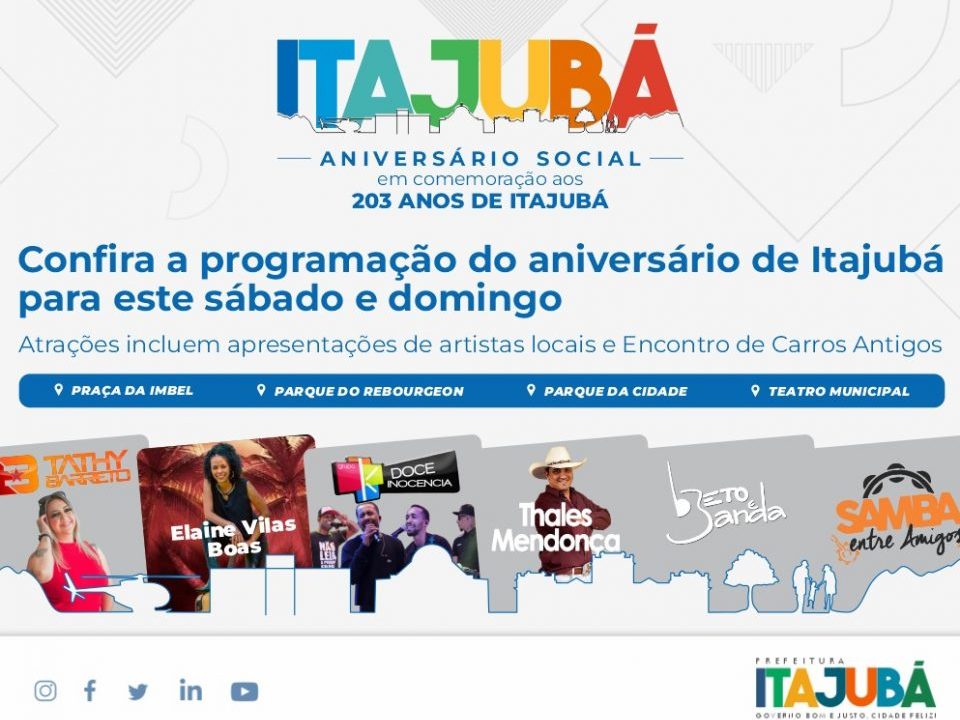 ITAJUBÁ
ANIVERSÁRIO SOCIAL
em comemoração aos
203 ANOS DE ITAJUBÁ
Confira a programação do aniversário de Itajubá
para este sábado e domingo
Atrações incluem apresentações de artistas locais e Encontro de Carros Antigos
PRAÇA DA IMBEL PARQUE DO REBOURGEON PARQUE DA CIDADE TEATRO MUNICIPAL
TATHY
BARRETO
Elaine Vilas
Boas
grupo K DOCE
INOCENCIA
Thales
Mendonça
BETO e
Banda
SAMBA
entre Amigos
PREFEITURA
ITAJUBÁ
GOVERNO BOM E JUSTO, CIDADE FELIZ!